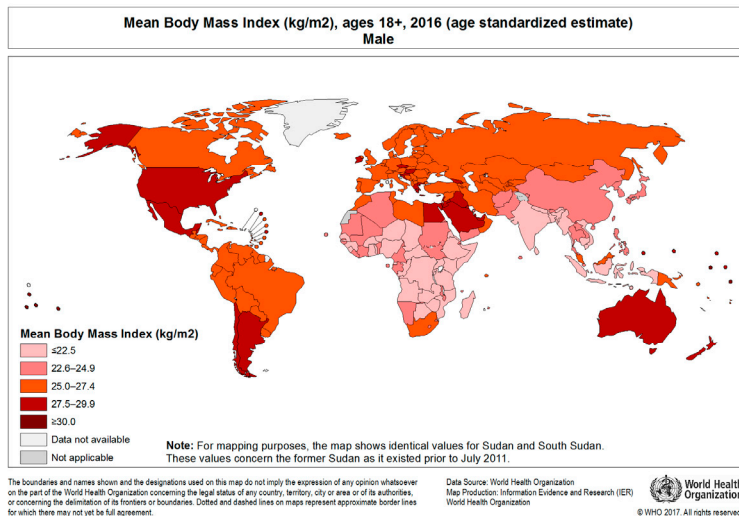 Mean Body Mass Index (kg/m2), ages 18+, 2016 (age standardized estimate)
Male
Mean Body Mass Index (kg/m2)
≤22.5
22.6–24.9
25.0–27.4
27.5–29.9
≥30.0
Data not available
Not applicable
Note: For mapping purposes, the map shows identical values for Sudan and South Sudan.
These values concern the former Sudan as it existed prior to July 2011.
The boundaries and names shown and the designations used on this map do not imply the expression of any opinion whatsoever
on the part of the World Health Organization concerning the legal status of any country, territory, city or area or of its authorities,
or concerning the delimitation of its frontiers or boundaries. Dotted and dashed lines on maps represent approximate border lines
for which there may not yet be full agreement.
Data Source: World Health Organization
Map Production: Information Evidence and Research (IER)
World Health Organization
World Health
Organization
© WHO 2017. All rights reserved